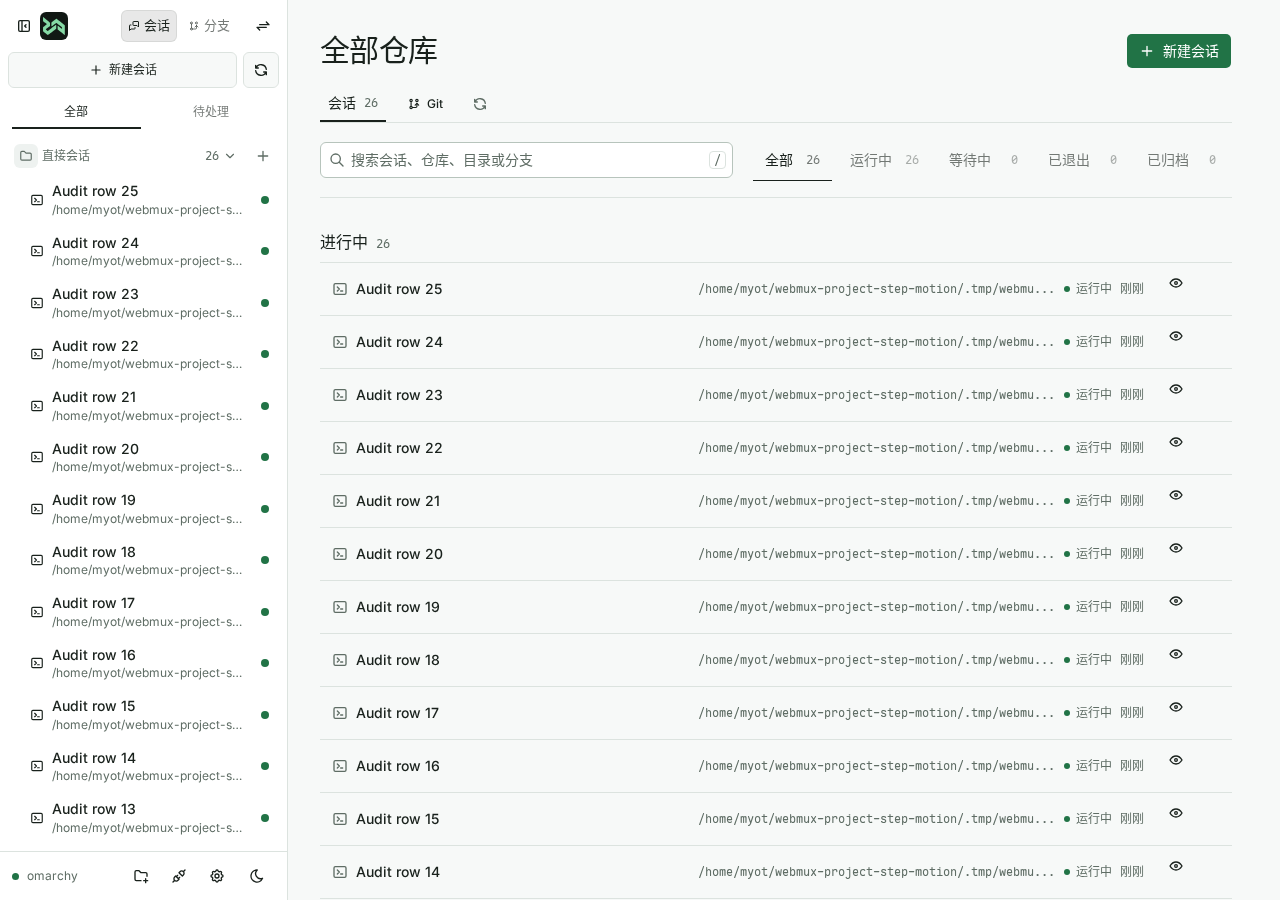 会话 分支
新建会话
全部 待处理
直接会话 26
Audit row 25
/home/myot/webmux-project-s...
Audit row 24
/home/myot/webmux-project-s...
Audit row 23
/home/myot/webmux-project-s...
Audit row 22
/home/myot/webmux-project-s...
Audit row 21
/home/myot/webmux-project-s...
Audit row 20
/home/myot/webmux-project-s...
Audit row 19
/home/myot/webmux-project-s...
Audit row 18
/home/myot/webmux-project-s...
Audit row 17
/home/myot/webmux-project-s...
Audit row 16
/home/myot/webmux-project-s...
Audit row 15
/home/myot/webmux-project-s...
Audit row 14
/home/myot/webmux-project-s...
Audit row 13
/home/myot/webmux-project-s...
omarchy
全部仓库 新建会话
会话 26 Git
搜索会话、仓库、目录或分支 / 全部 26 运行中 26 等待中 0 已退出 0 已归档 0
进行中 26
Audit row 25 /home/myot/webmux-project-step-motion/.tmp/webmu... 运行中 刚刚
Audit row 24 /home/myot/webmux-project-step-motion/.tmp/webmu... 运行中 刚刚
Audit row 23 /home/myot/webmux-project-step-motion/.tmp/webmu... 运行中 刚刚
Audit row 22 /home/myot/webmux-project-step-motion/.tmp/webmu... 运行中 刚刚
Audit row 21 /home/myot/webmux-project-step-motion/.tmp/webmu... 运行中 刚刚
Audit row 20 /home/myot/webmux-project-step-motion/.tmp/webmu... 运行中 刚刚
Audit row 19 /home/myot/webmux-project-step-motion/.tmp/webmu... 运行中 刚刚
Audit row 18 /home/myot/webmux-project-step-motion/.tmp/webmu... 运行中 刚刚
Audit row 17 /home/myot/webmux-project-step-motion/.tmp/webmu... 运行中 刚刚
Audit row 16 /home/myot/webmux-project-step-motion/.tmp/webmu... 运行中 刚刚
Audit row 15 /home/myot/webmux-project-step-motion/.tmp/webmu... 运行中 刚刚
Audit row 14 /home/myot/webmux-project-step-motion/.tmp/webmu... 运行中 刚刚